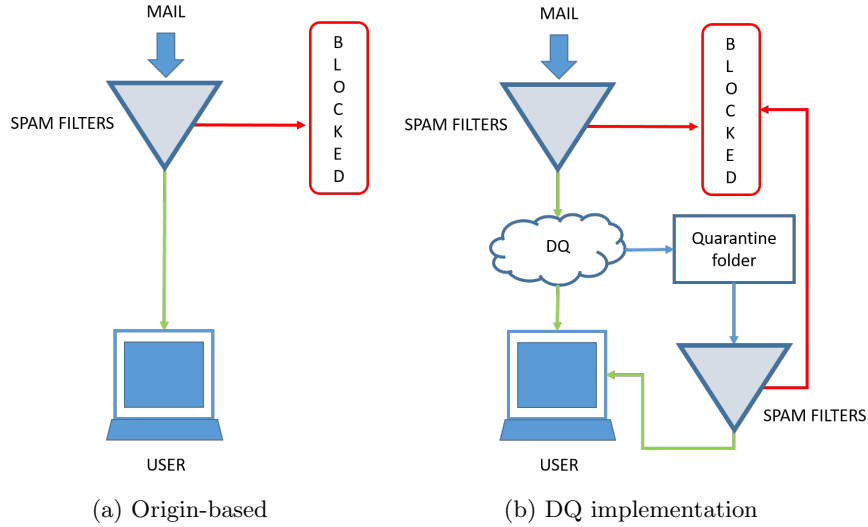 MAIL
SPAM FILTERS
B
L
O
C
K
E
D
USER
(a) Origin-based
MAIL
SPAM FILTERS
B
L
O
C
K
E
D
DQ
Quarantine
folder
SPAM FILTERS
USER
(b) DQ implementation